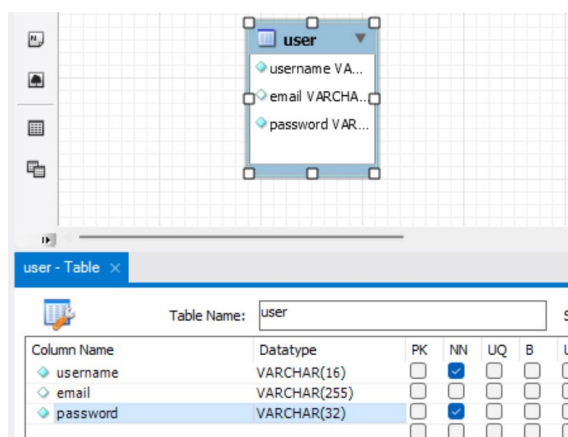 user
username VA...
email VARCHA...
password VAR...
user - Table
Table Name: user
Column Name Datatype PK NN UQ B
username VARCHAR(16)
email VARCHAR(255)
password VARCHAR(32)